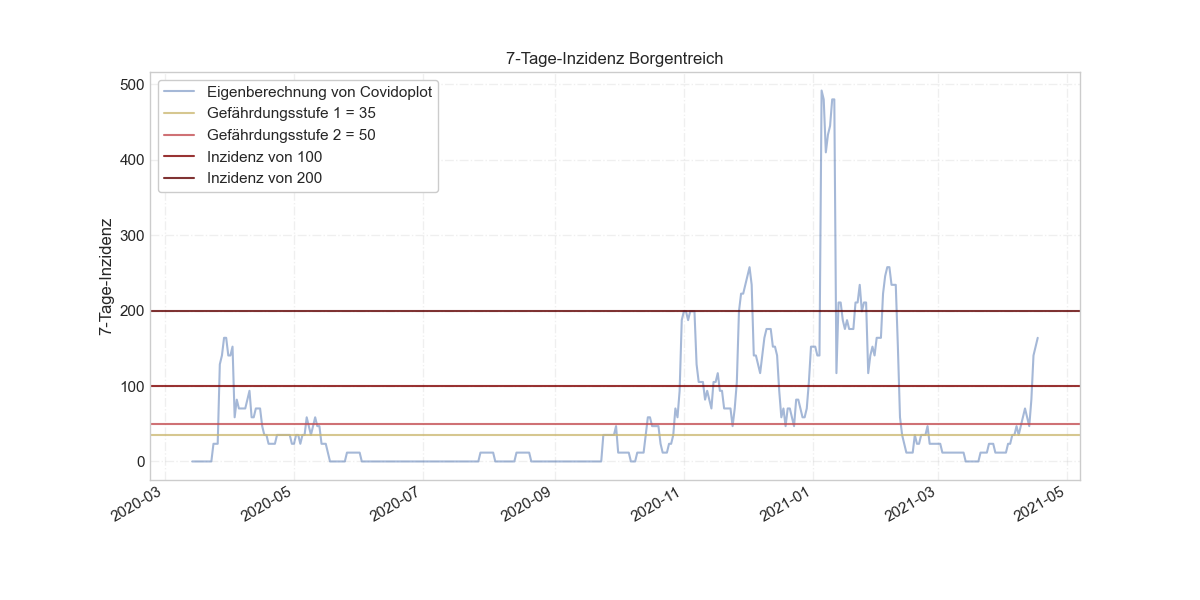 7-Tage-Inzidenz Borgentreich
Eigenberechnung von Covidoplot
Gefährdungsstufe 1 = 35
Gefährdungsstufe 2 = 50
Inzidenz von 100
Inzidenz von 200
7-Tage-Inzidenz
500
400
300
200
100
0
2020-03
2020-05
2020-07
2020-09
2020-11
2021-01
2021-03
2021-05